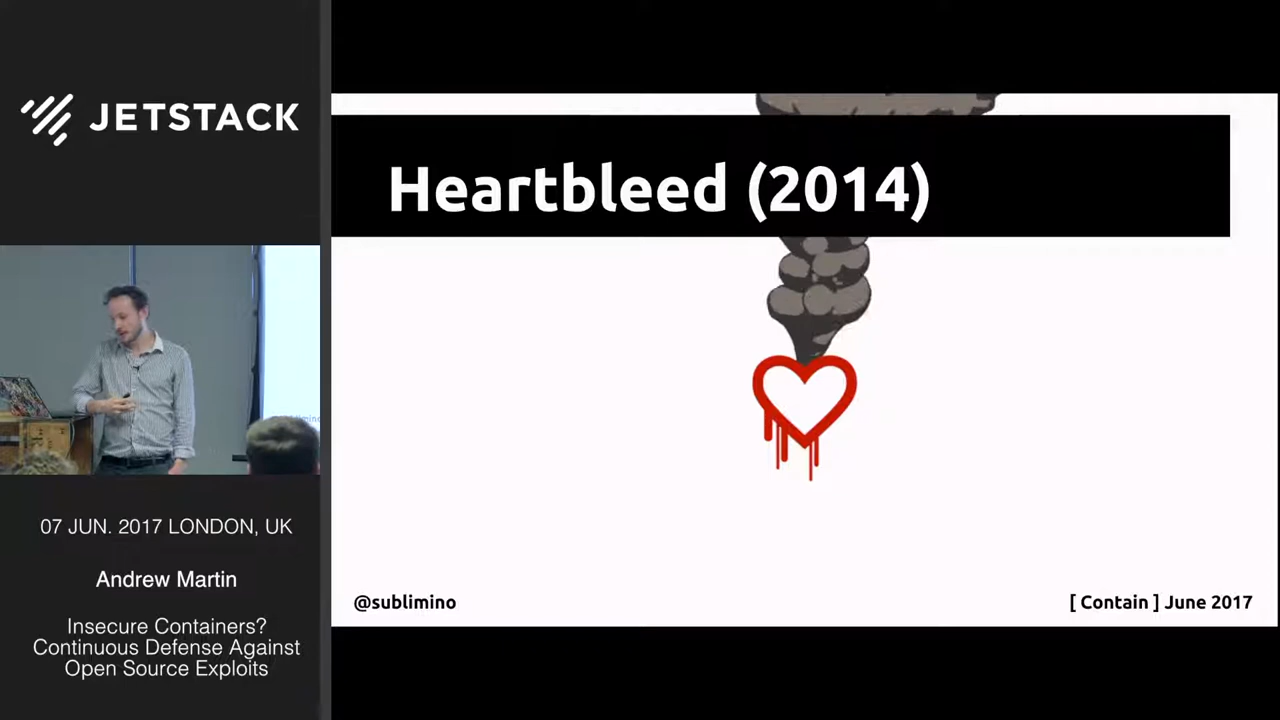 JETSTACK
Heartbleed (2014)
07 JUN. 2017 LONDON, UK
Andrew Martin
Insecure Containers?
Continuous Defense Against
Open Source Exploits
@sublimino
[ Contain ] June 2017